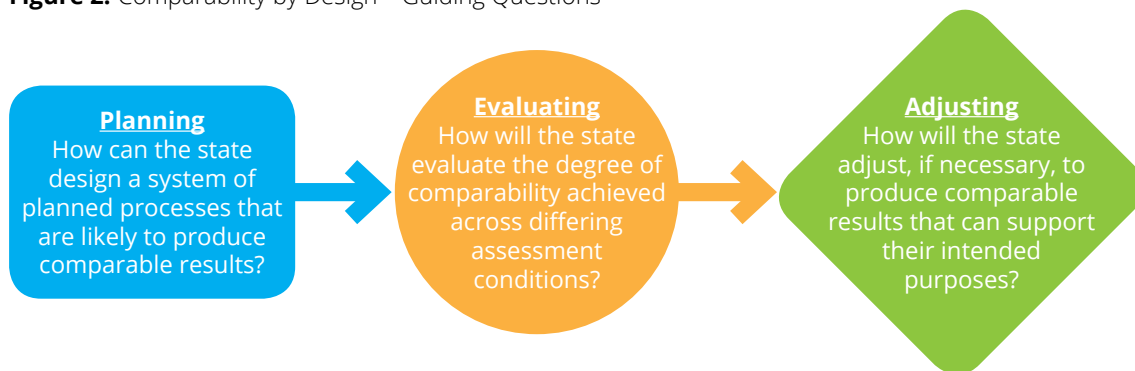 Figure 2. Comparability by Design – Guiding Questions
Planning
How can the state
design a system of
planned processes that
are likely to produce
comparable results?
Evaluating
How will the state
evaluate the degree of
comparability achieved
across differing
assessment
conditions?
Adjusting
How will the state
adjust, if necessary, to
produce comparable
results that can support
their intended
purposes?